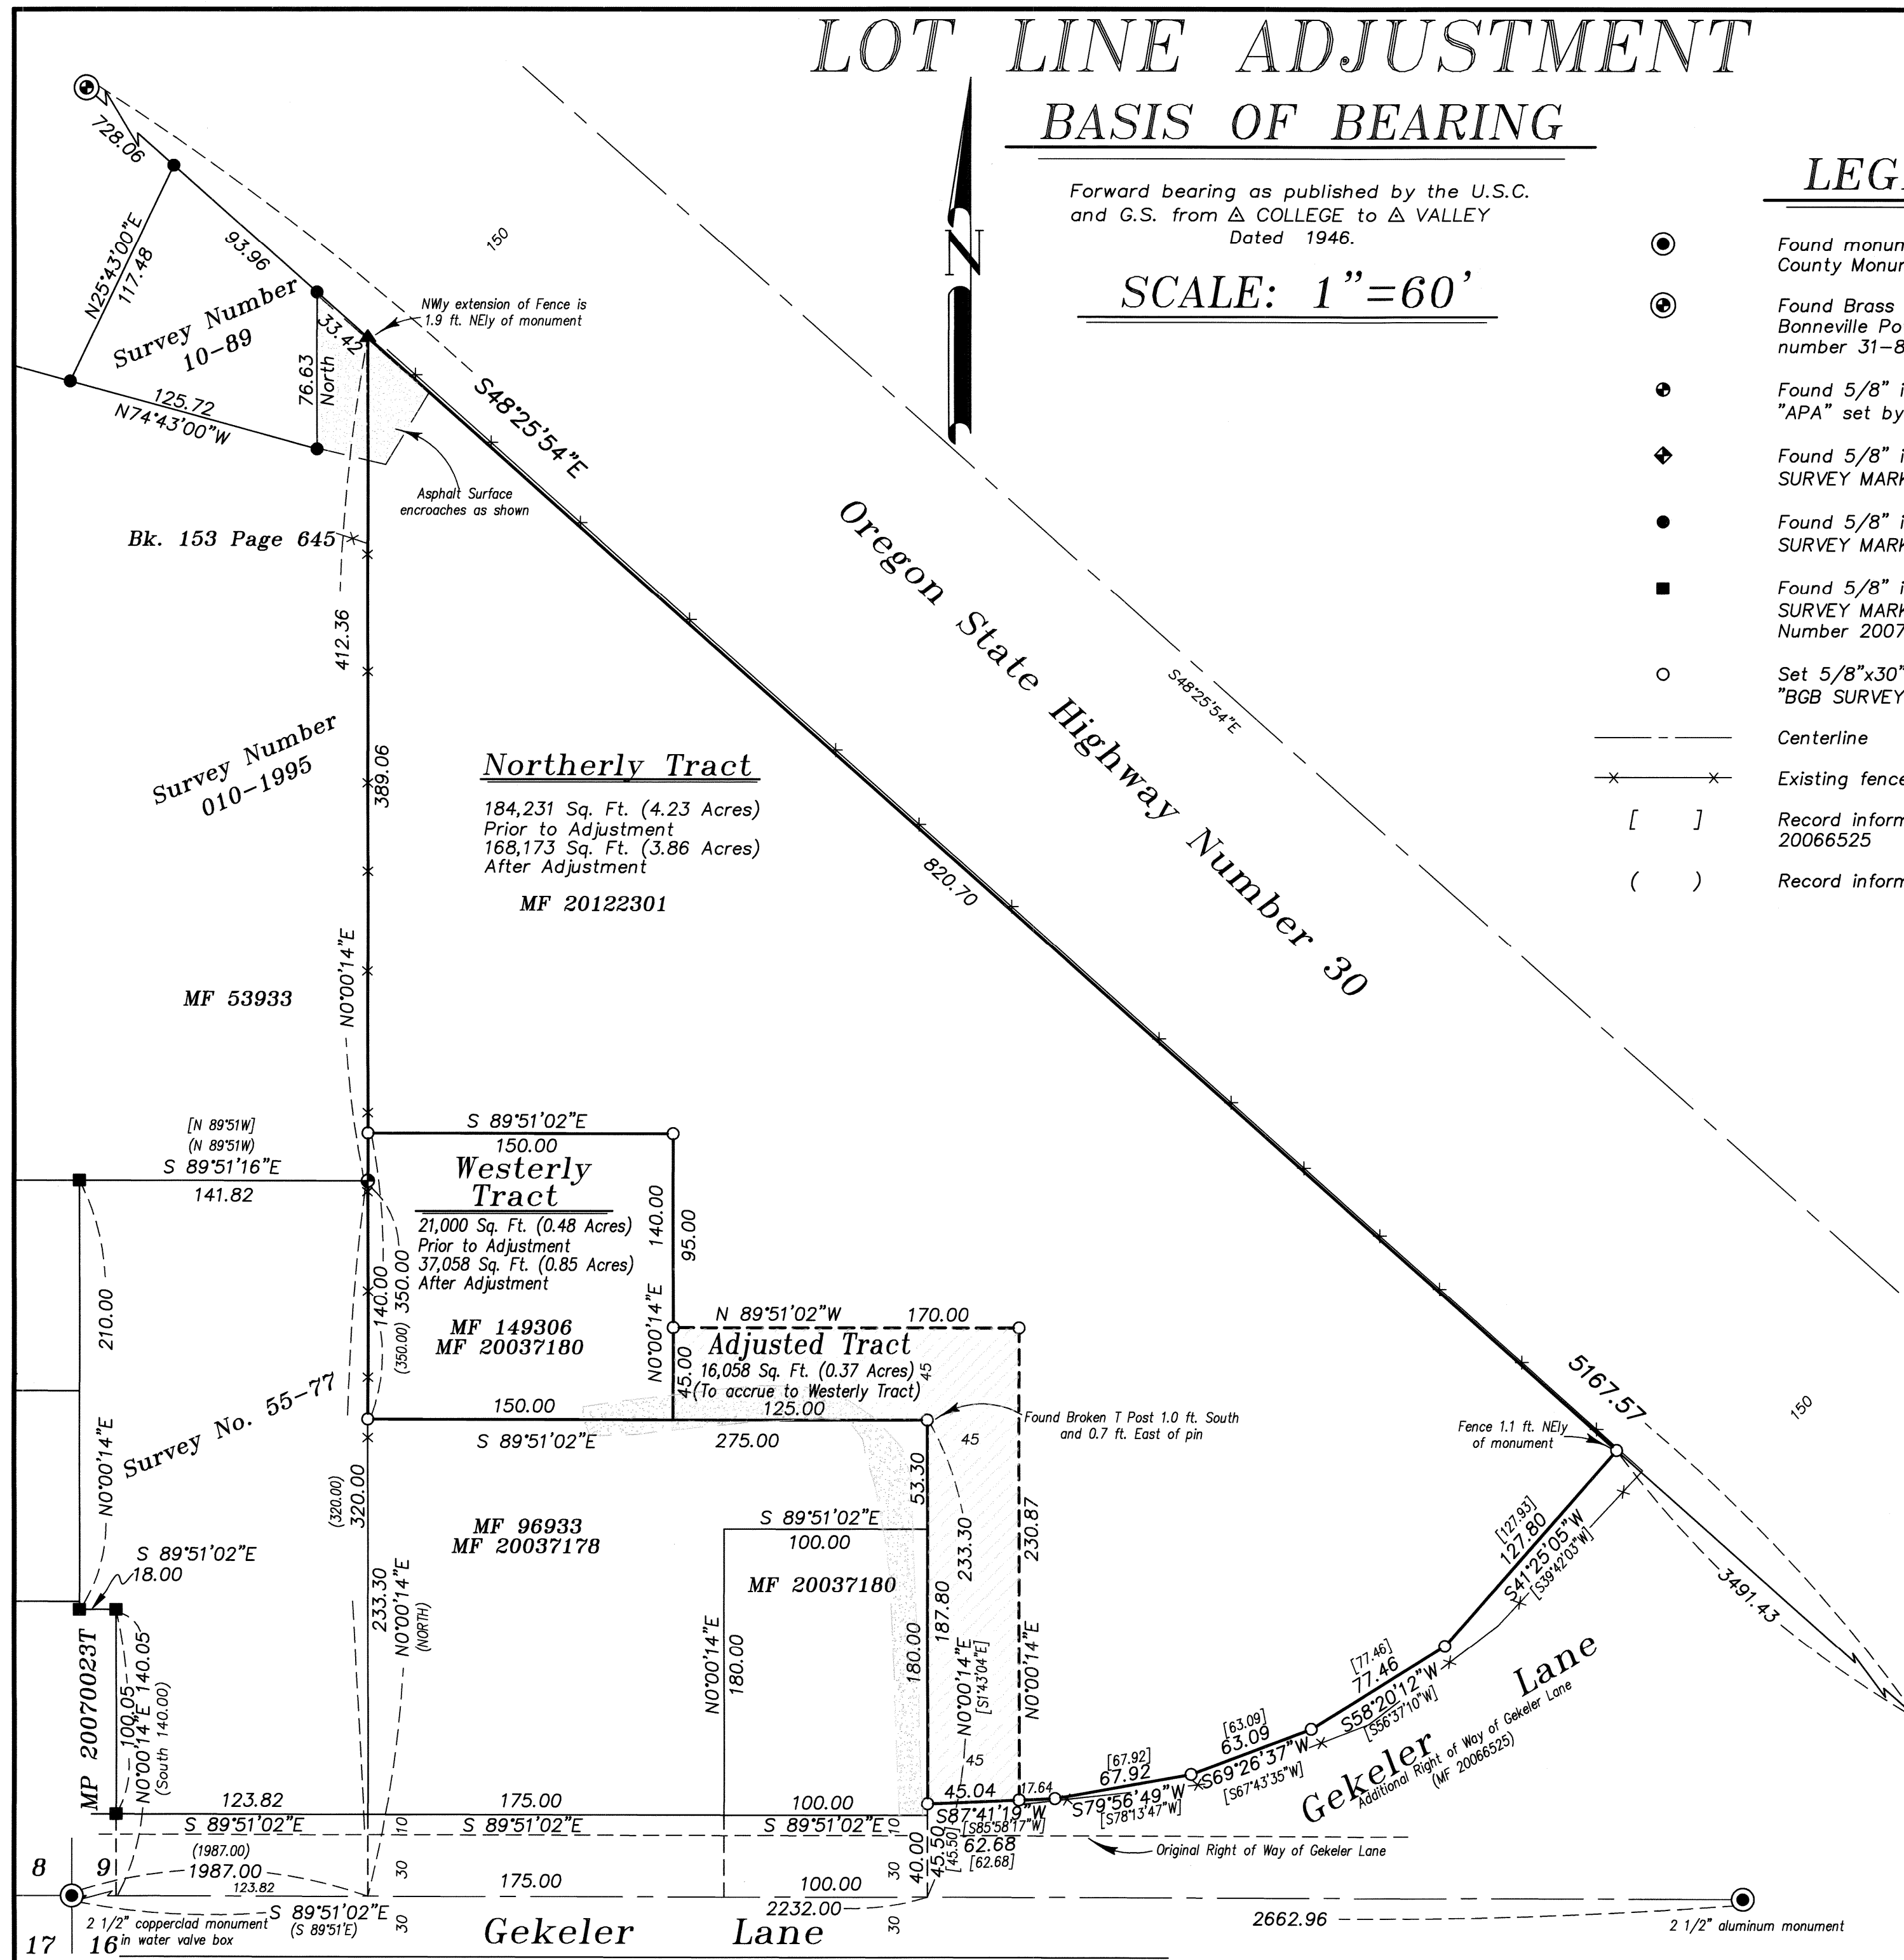 LOT LINE ADJUSTMENT
BASIS OF BEARING
Forward bearing as published by the U.S.C.
and G.S. from △ COLLEGE to △ VALLEY
Dated 1946.
SCALE: 1"=60'
N
LEG
Found monu
County Monu
Found Brass
Bonneville Po
number 31-8
Found 5/8" i
"APA" set by
Found 5/8" i
SURVEY MAR
Found 5/8" i
SURVEY MAR
Found 5/8" i
SURVEY MAR
Number 2007
Set 5/8"x30"
"BGB SURVEY
Centerline
Existing fence
[ ] Record inform
20066525
( ) Record inform
728.06
93.96
N25°43'00"E
117.48
Survey Number
10-89
33.42
76.63
North
125.72
N74°43'00"W
NWly extension of Fence is
1.9 ft. NEly of monument
150
S48°25'54"E
Asphalt Surface
encroaches as shown
Bk. 153 Page 645
412.36
Oregon State Highway Number 30
S48°25'54"E
Survey Number
010-1995
389.06
Northerly Tract
184,231 Sq. Ft. (4.23 Acres)
Prior to Adjustment
168,173 Sq. Ft. (3.86 Acres)
After Adjustment
MF 20122301
820.70
N0°00'14"E
MF 53933
[N 89°51W]
(N 89°51W)
S 89°51'16"E
141.82
S 89°51'02"E
150.00
Westerly
Tract
21,000 Sq. Ft. (0.48 Acres)
Prior to Adjustment
37,058 Sq. Ft. (0.85 Acres)
After Adjustment
MF 149306
MF 20037180
140.00
(350.00) 350.00
140.00
95.00
N0°00'14"E
45.00
210.00
N0°00'14"E
Survey No. 55-77
N 89°51'02"W 170.00
Adjusted Tract
16,058 Sq. Ft. (0.37 Acres)
(To accrue to Westerly Tract)
45
150.00
125.00
S 89°51'02"E
275.00
Found Broken T Post 1.0 ft. South
and 0.7 ft. East of pin
45
5167.57
150
Fence 1.1 ft. NEly
of monument
(320.00)
320.00
53.30
233.30
230.87
MF 96933
MF 20037178
S 89°51'02"E
100.00
MF 20037180
S 89°51'02"E
18.00
233.30
N0°00'14"E
(NORTH)
N0°00'14"E
180.00
180.00
187.80
N0°00'14"E
[S1°43'04"E]
N0°00'14"E
[127.93]
127.80
S41°25'05"W
[S39°42'03"W]
3491.43
MP 20070023T
100.05
N0°00'14"E 140.05
(South 140.00)
[77.46]
77.46
S58°20'12"W
[S56°37'10"W]
[63.09]
63.09
S69°26'37"W
[S67°43'35"W]
[67.92]
67.92
S79°56'49"W
[S78°13'47"W]
45
45.04
17.64
S87°41'19"W
[S85°58'17"W]
62.68
[62.68]
Gekeler Lane
Additional Right of Way of Gekeler Lane
(MF 20066525)
123.82
S 89°51'02"E
175.00
S 89°51'02"E
100.00
S 89°51'02"E
10
10
40.00
45.50
[45.50]
Original Right of Way of Gekeler Lane
(1987.00)
1987.00
123.82
30
175.00
100.00
30
2232.00
8 9
17 16
2 1/2" copperclad monument
in water valve box
S 89°51'02"E
(S 89°51'E)
30
Gekeler Lane
30
2662.96
2 1/2" aluminum monument